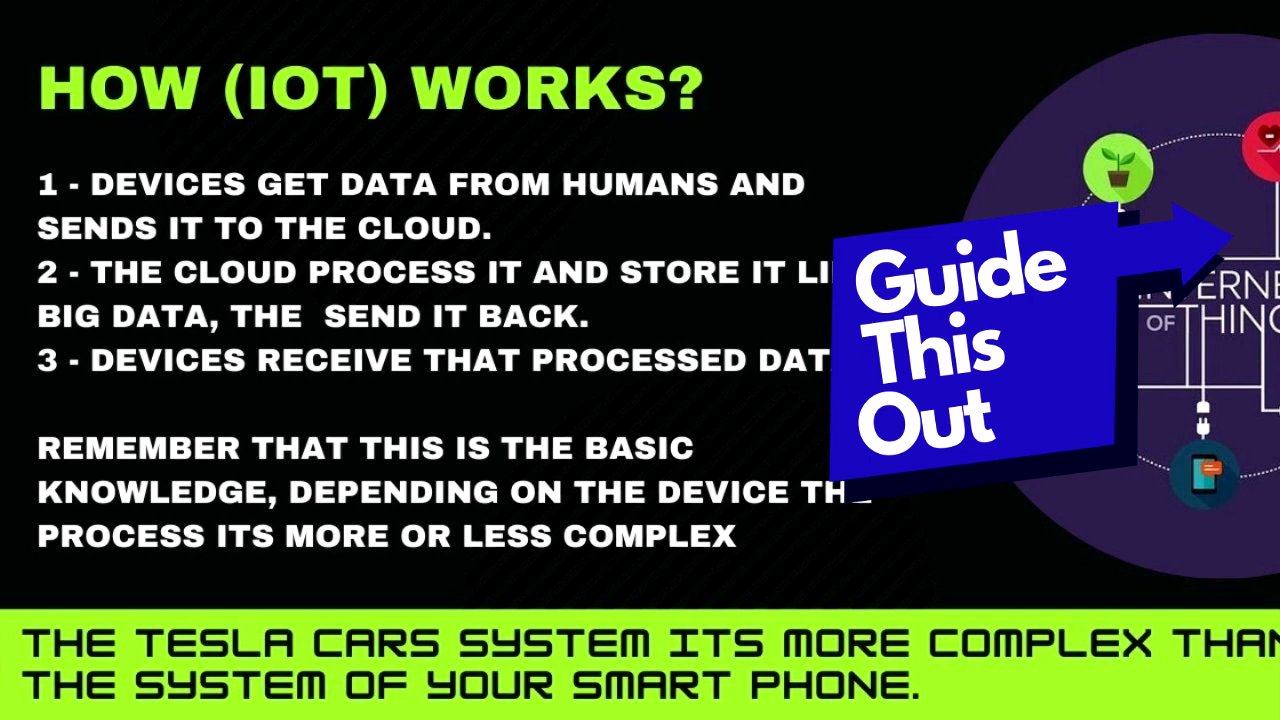 HOW (IOT) WORKS?
1 - DEVICES GET DATA FROM HUMANS AND
SENDS IT TO THE CLOUD.
2 - THE CLOUD PROCESS IT AND STORE IT
BIG DATA, THE  SEND IT BACK.
3 - DEVICES RECEIVE THAT PROCESSED
REMEMBER THAT THIS IS THE BASIC
KNOWLEDGE, DEPENDING ON THE DEVICE THE
PROCESS ITS MORE OR LESS COMPLEX
Guide
This
Out
OF
THE TESLA CARS SYSTEM ITS MORE COMPLEX THAN
THE SYSTEM OF YOUR SMART PHONE.